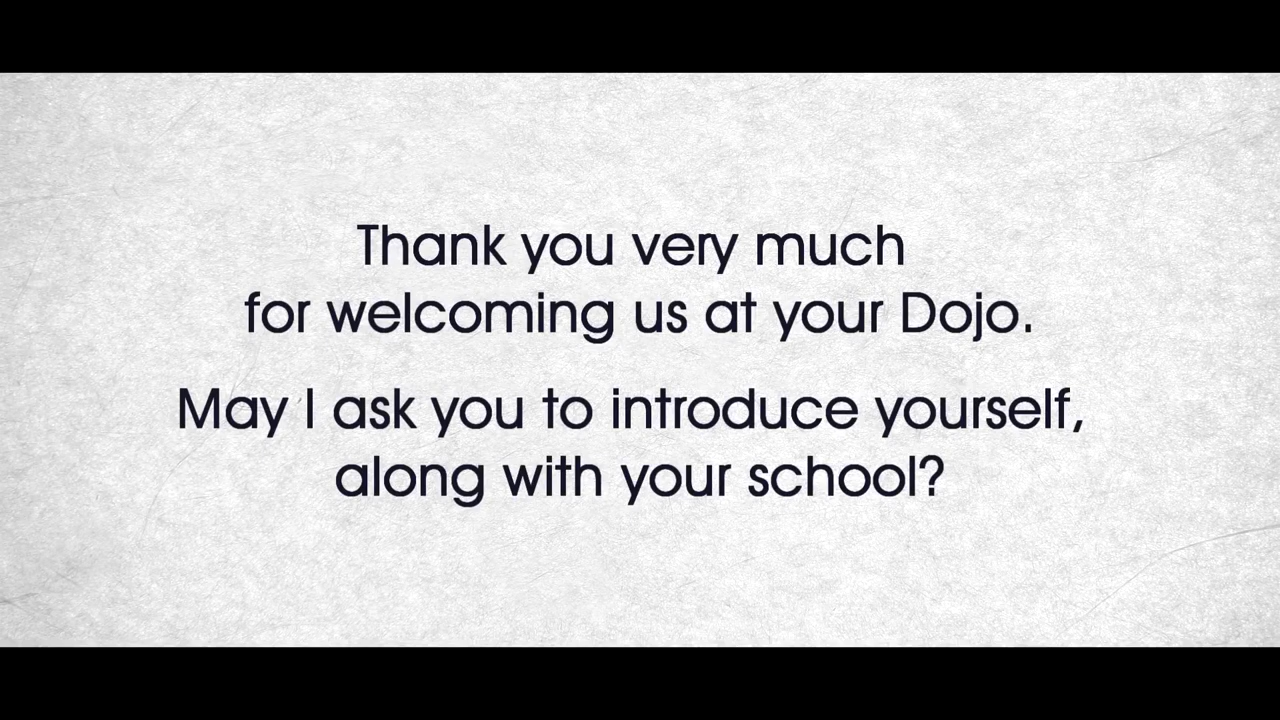 Thank you very much
for welcoming us at your Dojo.
May I ask you to introduce yourself,
along with your school?